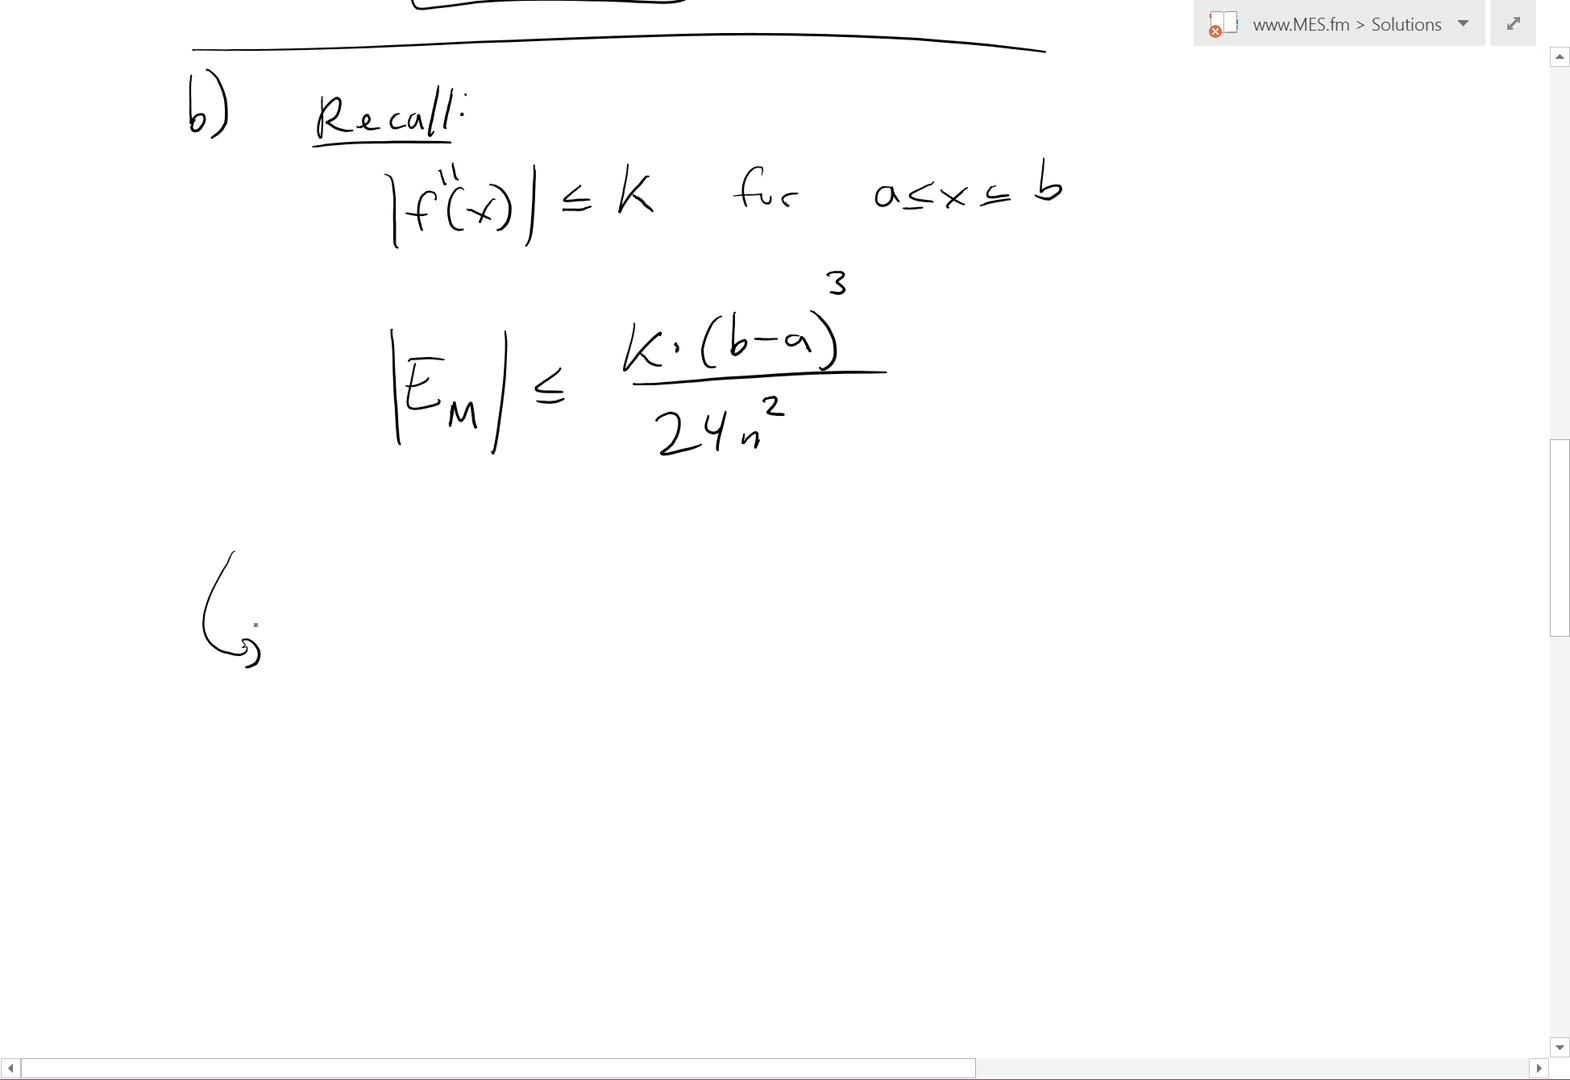 www.MES.fm > Solutions
b) Recall:
|f''(x)| ≤ K for a≤x≤b
|E_M| ≤ K·(b-a)^3 / 24n^2